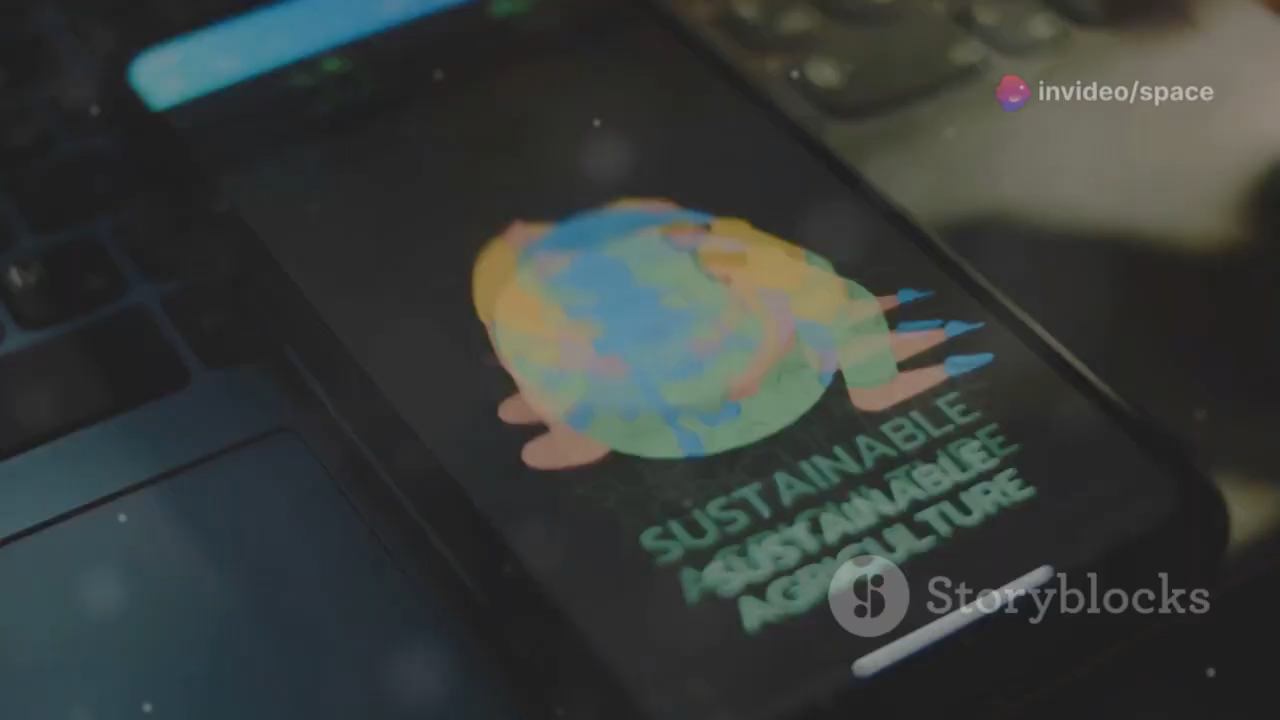 invideo/space
SUSTAINABLE
SUSTAINABLE
AGRICULTURE
Storyblocks